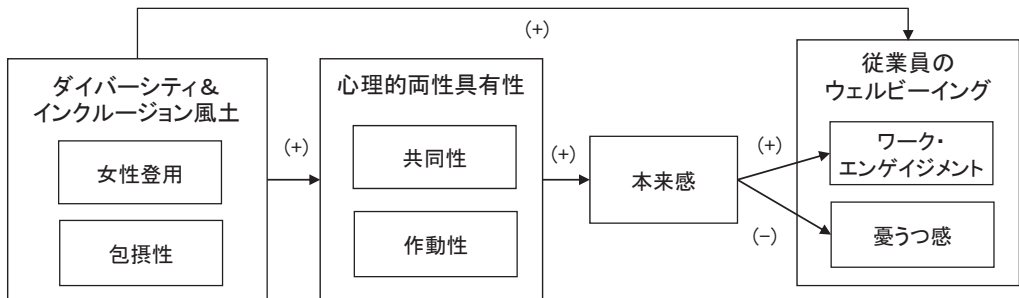 (+)
ダイバーシティ＆
インクルージョン風土
女性登用
包摂性
(+)
心理的両性具有性
共同性
作動性
(+)
本来感
(+)
(−)
従業員の
ウェルビーイング
ワーク・
エンゲイジメント
憂うつ感